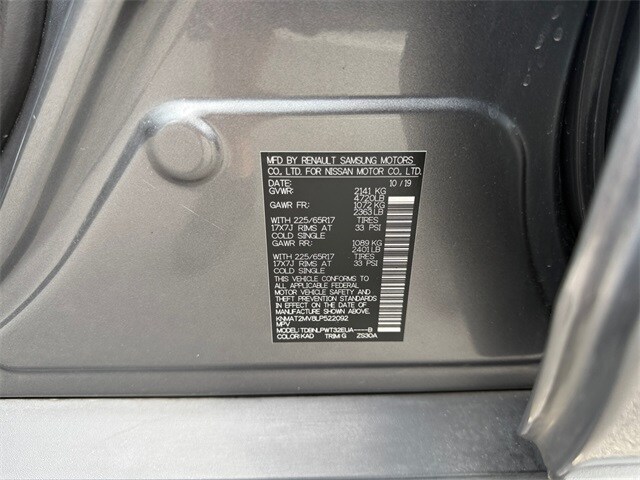 MFD BY RENAULT SAMSUNG MOTORS
CO., LTD. FOR NISSAN MOTOR CO., LTD.
DATE: 10/19
GVWR: 2141 KG
4720LB
GAWR FR: 1072 KG
2363 LB
WITH 225/65R17 TIRES
17X7J RIMS AT 33 PSI
COLD SINGLE
GAWR RR: 1089 KG
2401 LB
WITH 225/65R17 TIRES
17X7J RIMS AT 33 PSI
COLD SINGLE
THIS VEHICLE CONFORMS TO
ALL APPLICABLE FEDERAL
MOTOR VEHICLE SAFETY AND
THEFT PREVENTION STANDARDS
IN EFFECT ON THE DATE OF
MANUFACTURE SHOWN ABOVE.
KNMAT2MV8LP522092
MPV
MODEL: TDBNLPWT32EUA----B
COLOR:KAD TRIM:G ZS30A